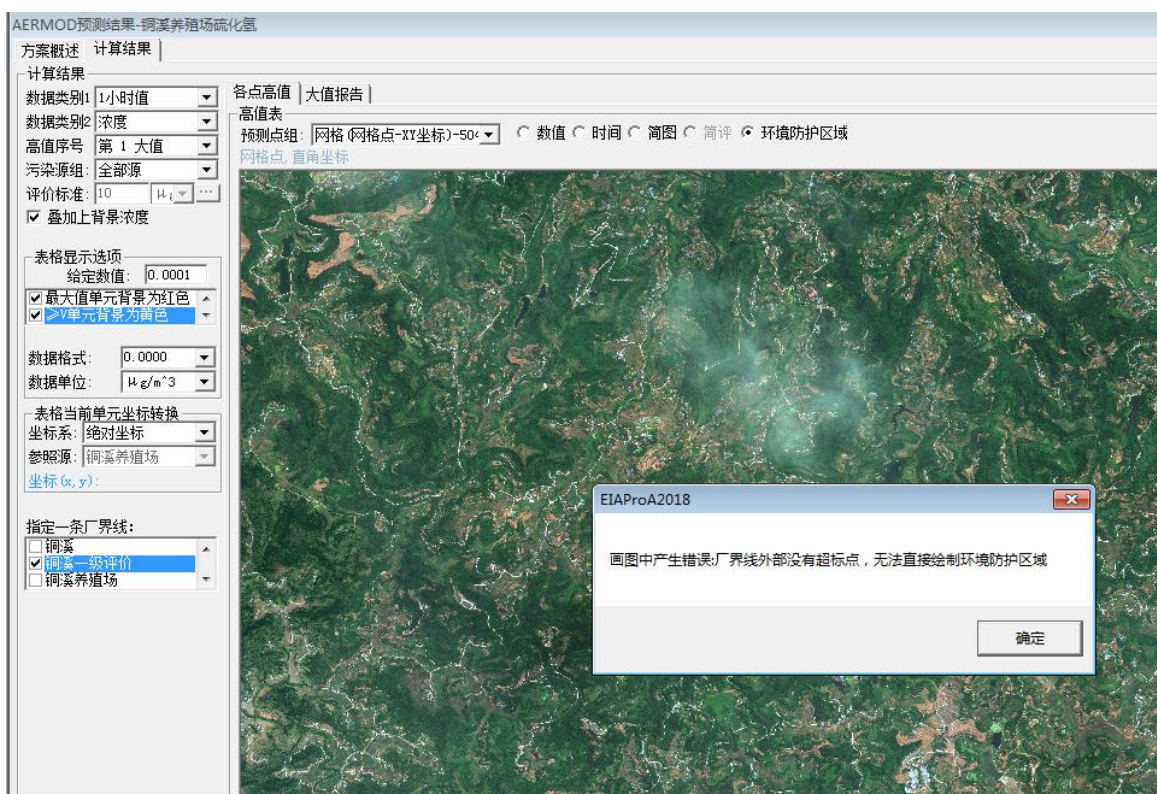 AERMOD预测结果-铜溪养殖场硫化氢
方案概述 计算结果
计算结果
数据类别1 1小时值
数据类别2 浓度
高值序号 第 1 大值
污染源组: 全部源
评价标准: 10
叠加上背景浓度
表格显示选项
给定数值: 0.0001
最大值单元背景为红色
≥V单元背景为黄色
数据格式: 0.0000
数据单位: μg/m^3
表格当前单元坐标转换
坐标系: 绝对坐标
参照源: 铜溪养殖场
坐标(x,y):
指定一条厂界线:
铜溪
铜溪一级评价
铜溪养殖场
各点高值 大值报告
高值表
预测点组: 网格(网格点-XY坐标)-504 数值 时间 简图 简评 环境防护区域
网格点,直角坐标
EIAProA2018
画图中产生错误:厂界线外部没有超标点，无法直接绘制环境防护区域
确定